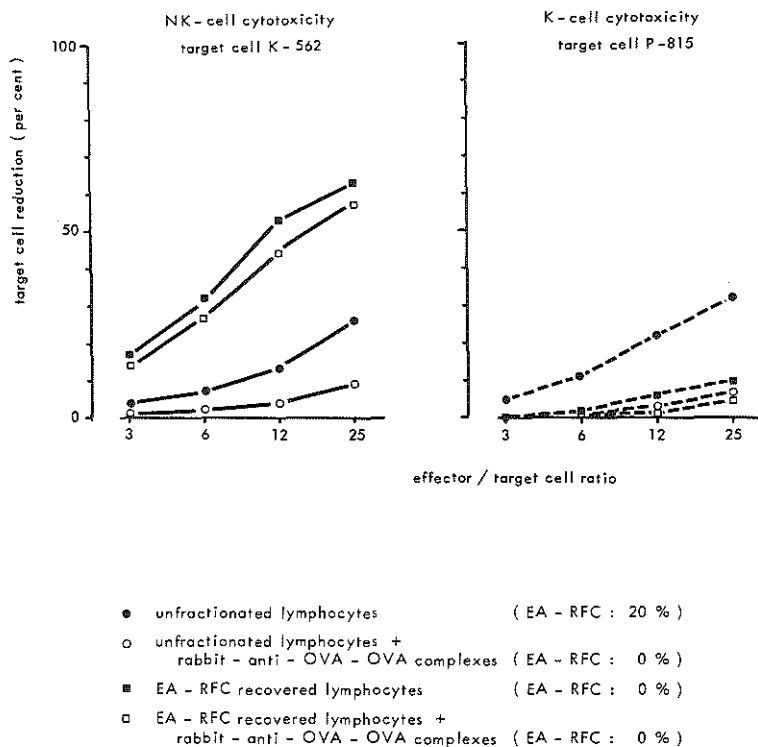 NK-cell cytotoxicity
target cell K-562
K-cell cytotoxicity
target cell P-815
target cell reduction (per cent)
100
50
0
3 6 12 25
3 6 12 25
effector / target cell ratio
unfractionated lymphocytes (EA-RFC: 20 %)
unfractionated lymphocytes +
rabbit-anti-OVA-OVA complexes (EA-RFC: 0 %)
EA-RFC recovered lymphocytes (EA-RFC: 0 %)
EA-RFC recovered lymphocytes +
rabbit-anti-OVA-OVA complexes (EA-RFC: 0 %)